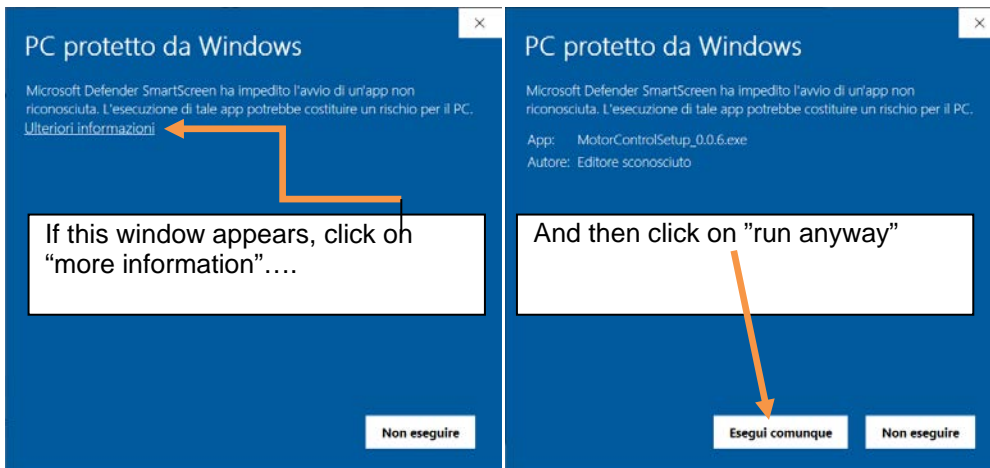 PC protetto da Windows
Microsoft Defender SmartScreen ha impedito l'avvio di un'app non
riconosciuta. L'esecuzione di tale app potrebbe costituire un rischio per il PC.
Ulteriori informazioni
If this window appears, click on
“more information”….
Non eseguire
PC protetto da Windows
Microsoft Defender SmartScreen ha impedito l'avvio di un'app non
riconosciuta. L'esecuzione di tale app potrebbe costituire un rischio per il PC.
App: MotorControlSetup_0.0.6.exe
Autore: Editore sconosciuto
And then click on ”run anyway”
Esegui comunque Non eseguire